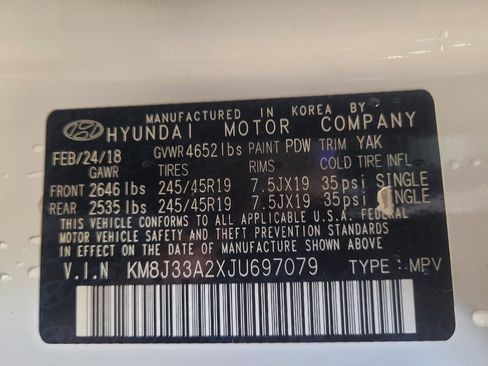 MANUFACTURED IN KOREA BY
HYUNDAI MOTOR COMPANY
FEB/24/18 GVWR 4652lbs PAINT PDW TRIM YAK
GAWR TIRES RIMS COLD TIRE INFL
FRONT 2646 lbs 245/45R19 7.5JX19 35psi SINGLE
REAR 2535 lbs 245/45R19 7.5JX19 35psi SINGLE
THIS VEHICLE CONFORMS TO ALL APPLICABLE U.S.A. FEDERAL
MOTOR VEHICLE SAFETY AND THEFT PREVENTION STANDARDS
IN EFFECT ON THE DATE OF MANUFACTURE SHOWN ABOVE.
V.I.N KM8J33A2XJU697079 TYPE : MPV